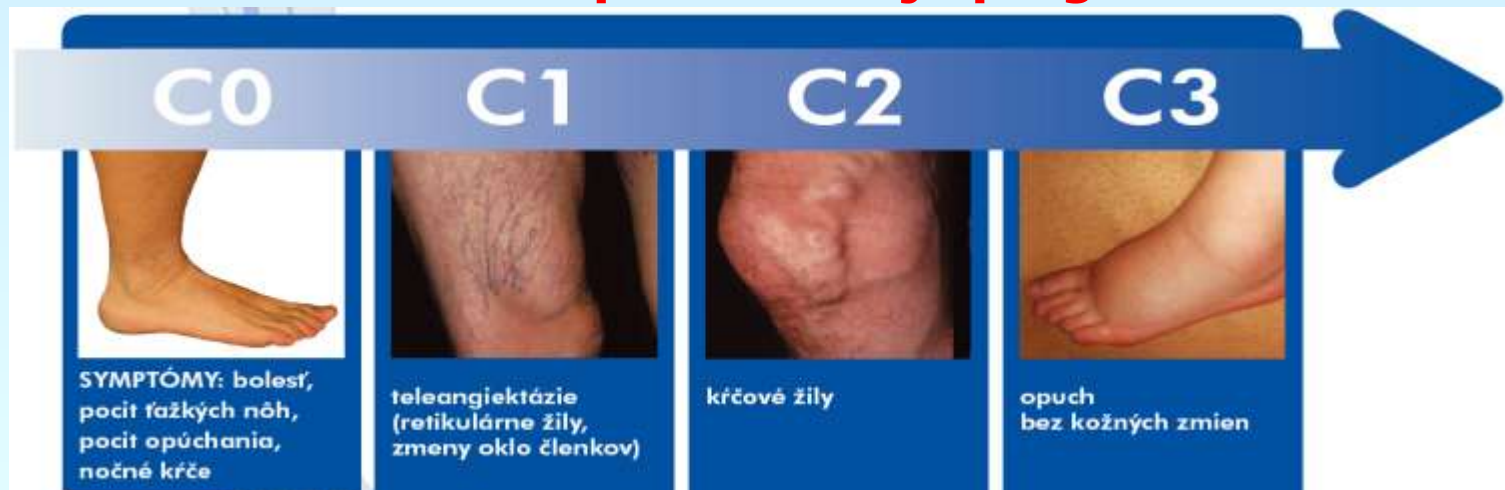 C0 C1 C2 C3
SYMPTÓMY: bolesť,
pocit ťažkých nôh,
pocit opúchania,
nočné kŕče
teleangiektázie
(retikulárne žily,
zmeny oklo členkov)
kŕčové žily
opuch
bez kožných zmien